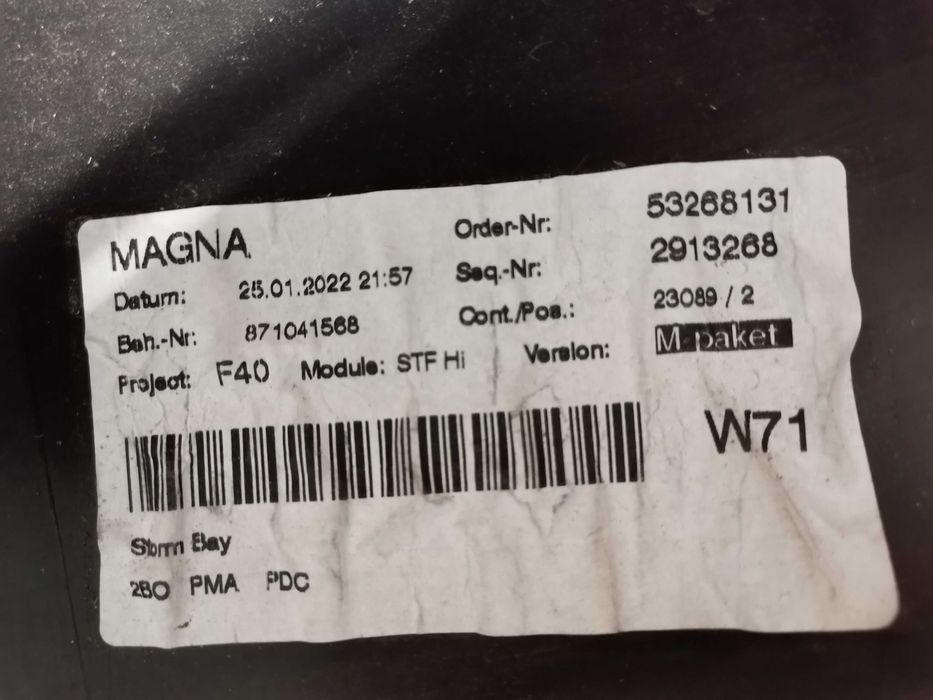 MAGNA
Order-Nr: 53268131
Datum: 25.01.2022 21:57
Seq.-Nr: 2913268
Beh.-Nr: 871041568
Cont./Pos.: 23089 / 2
Project: F40 Module: STF Hi Version: M-paket
W71
Storm Bay
2BO PMA PDC